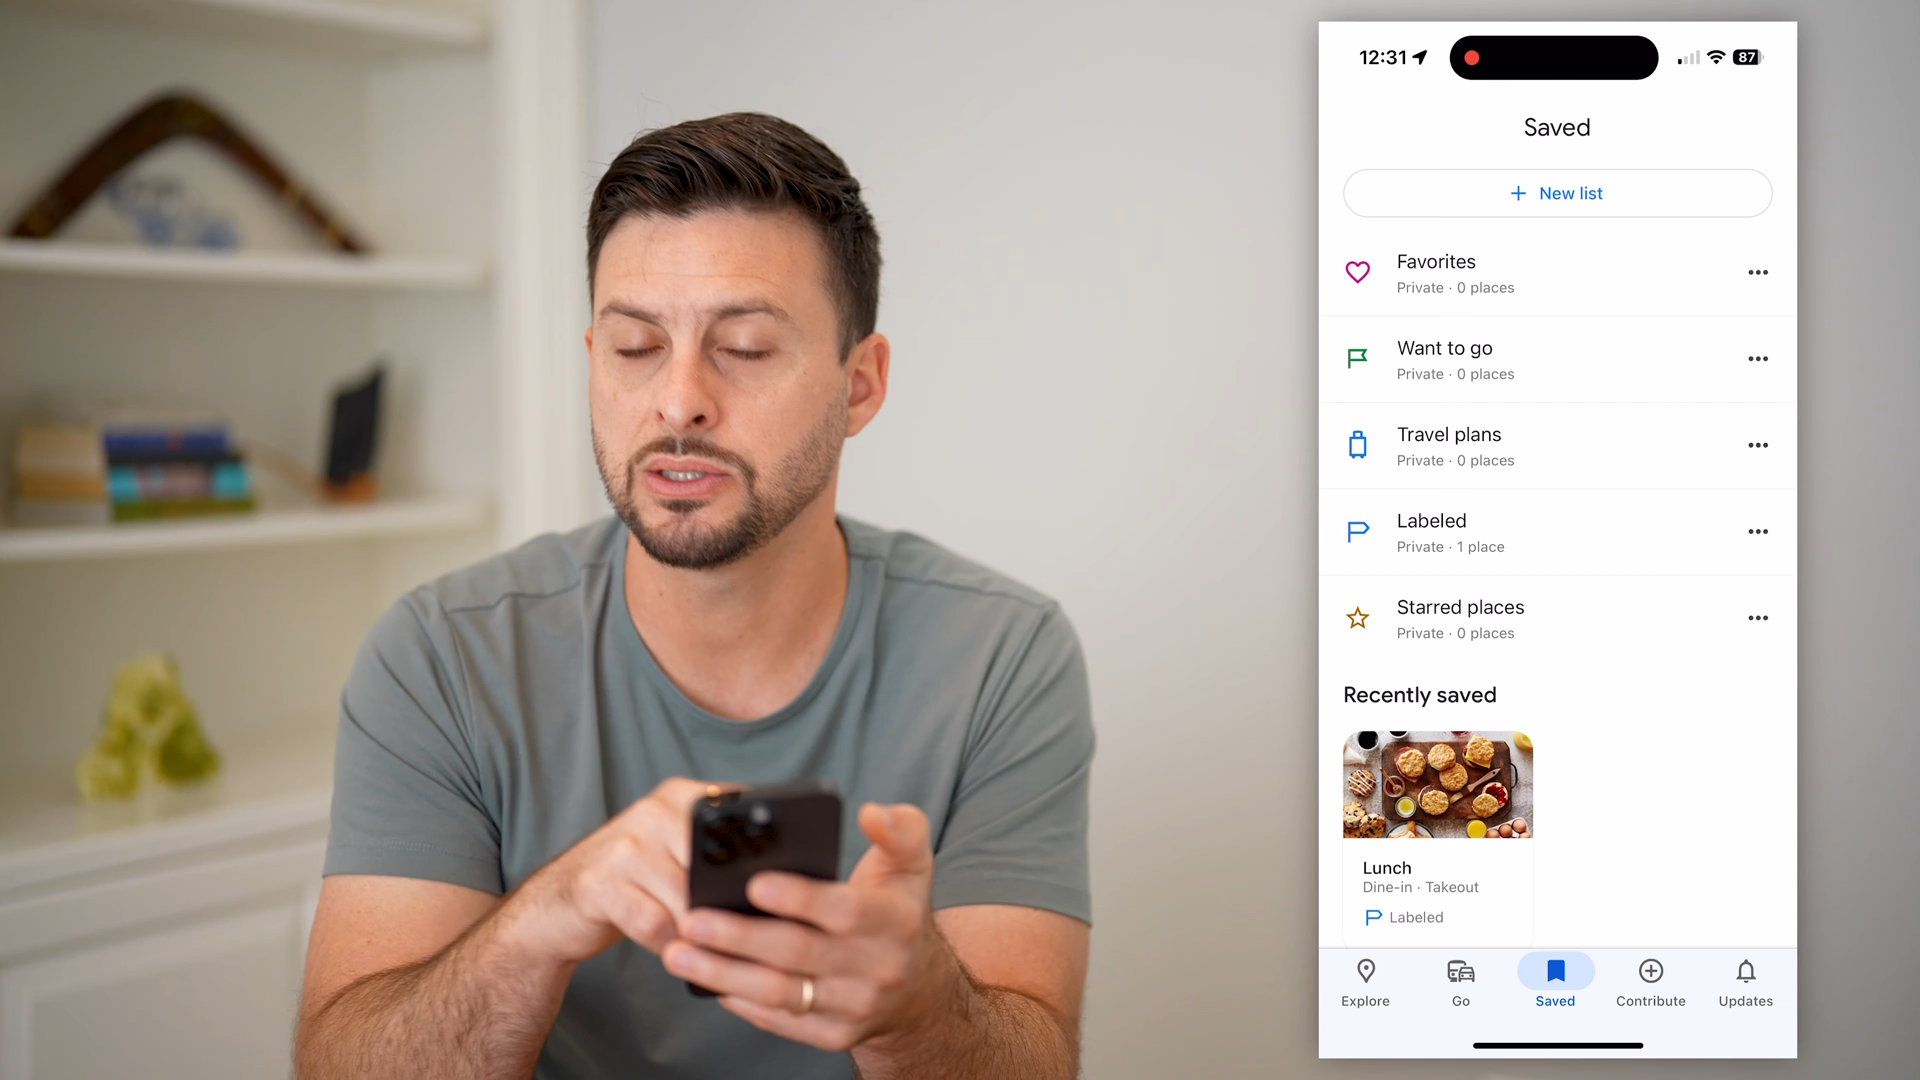 12:31
87
Saved
+ New list
Favorites
Private · 0 places
Want to go
Private · 0 places
Travel plans
Private · 0 places
Labeled
Private · 1 place
Starred places
Private · 0 places
Recently saved
Lunch
Dine-in · Takeout
Labeled
Explore Go Saved Contribute Updates